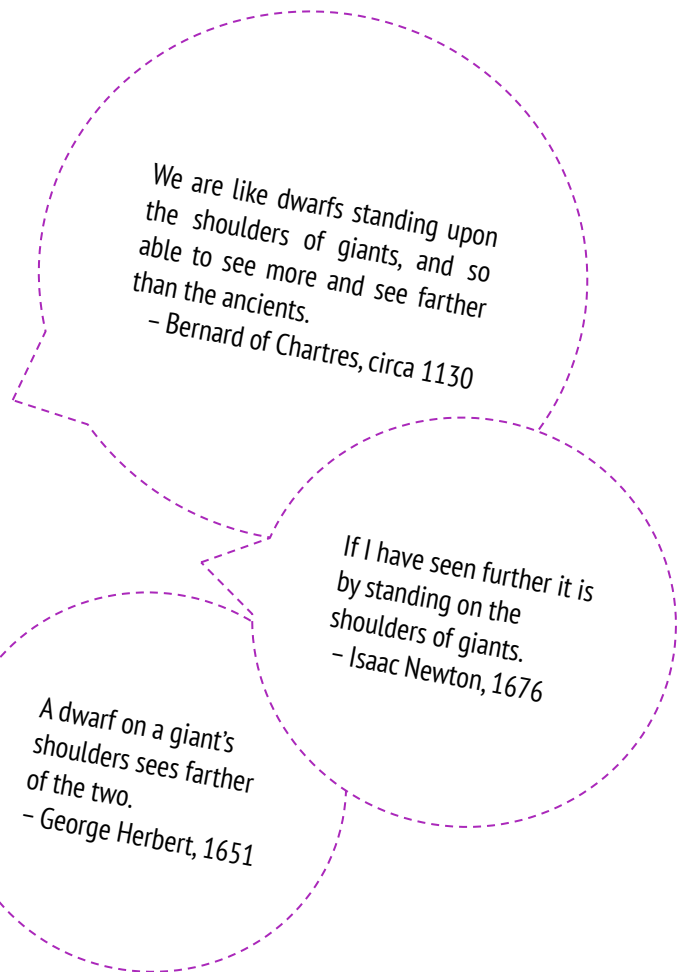 We are like dwarfs standing upon
the shoulders of giants, and so
able to see more and see farther
than the ancients.
– Bernard of Chartres, circa 1130
If I have seen further it is
by standing on the
shoulders of giants.
– Isaac Newton, 1676
A dwarf on a giant’s
shoulders sees farther
of the two.
– George Herbert, 1651